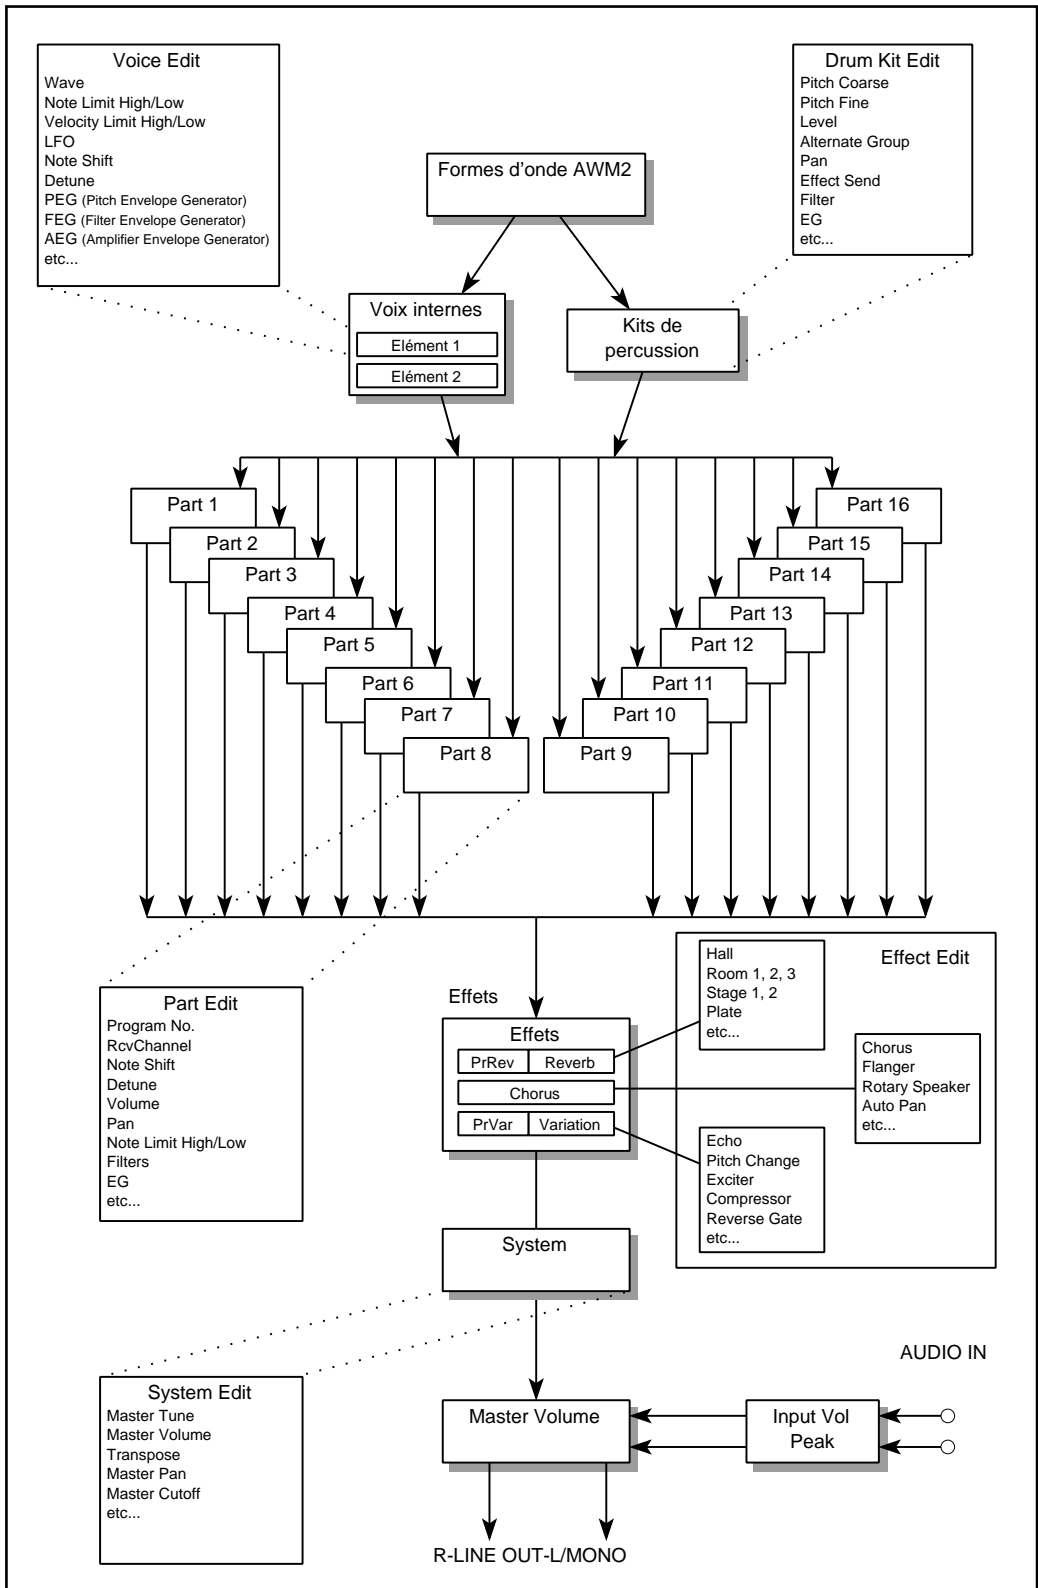 Voice Edit
Wave
Note Limit High/Low
Velocity Limit High/Low
LFO
Note Shift
Detune
PEG (Pitch Envelope Generator)
FEG (Filter Envelope Generator)
AEG (Amplifier Envelope Generator)
etc...
Drum Kit Edit
Pitch Coarse
Pitch Fine
Level
Alternate Group
Pan
Effect Send
Filter
EG
etc...
Formes d'onde AWM2
Voix internes
Elément 1
Elément 2
Kits de
percussion
Part 1
Part 2
Part 3
Part 4
Part 5
Part 6
Part 7
Part 8
Part 16
Part 15
Part 14
Part 13
Part 12
Part 11
Part 10
Part 9
Part Edit
Program No.
RcvChannel
Note Shift
Detune
Volume
Pan
Note Limit High/Low
Filters
EG
etc...
Effets
Effets
PrRev
Reverb
Chorus
PrVar
Variation
Effect Edit
Hall
Room 1, 2, 3
Stage 1, 2
Plate
etc...
Chorus
Flanger
Rotary Speaker
Auto Pan
etc...
Echo
Pitch Change
Exciter
Compressor
Reverse Gate
etc...
System
System Edit
Master Tune
Master Volume
Transpose
Master Pan
Master Cutoff
etc...
AUDIO IN
Master Volume
Input Vol
Peak
R-LINE OUT-L/MONO